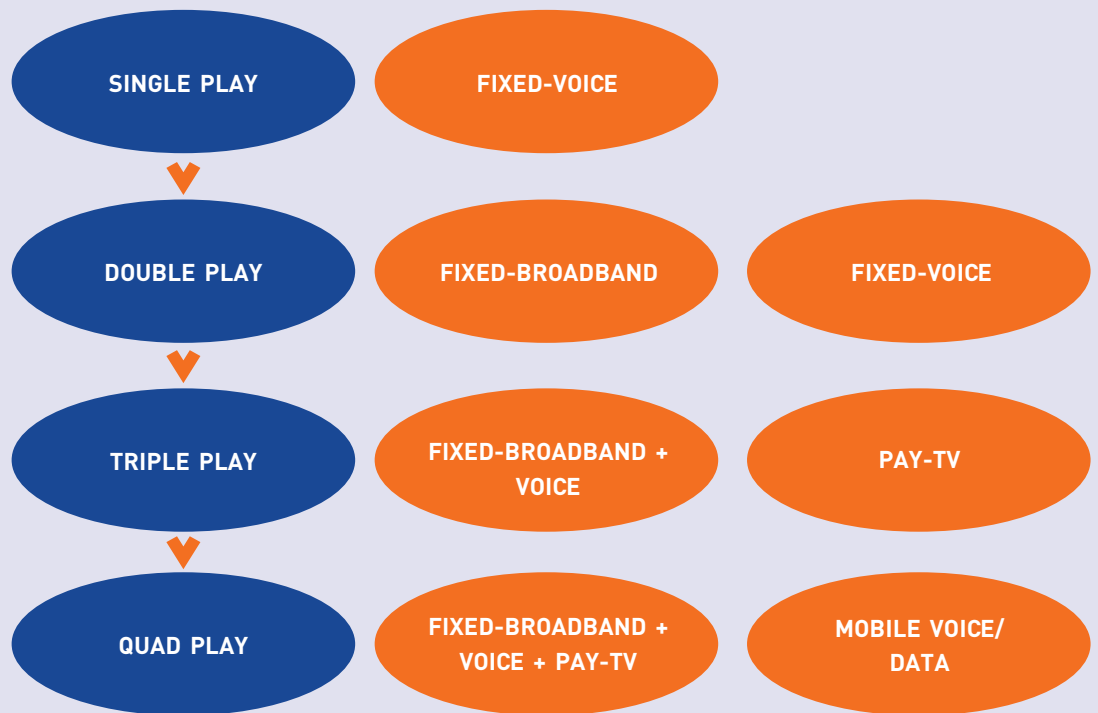 SINGLE PLAY
FIXED-VOICE
DOUBLE PLAY
FIXED-BROADBAND
FIXED-VOICE
TRIPLE PLAY
FIXED-BROADBAND +
VOICE
PAY-TV
QUAD PLAY
FIXED-BROADBAND +
VOICE + PAY-TV
MOBILE VOICE/
DATA